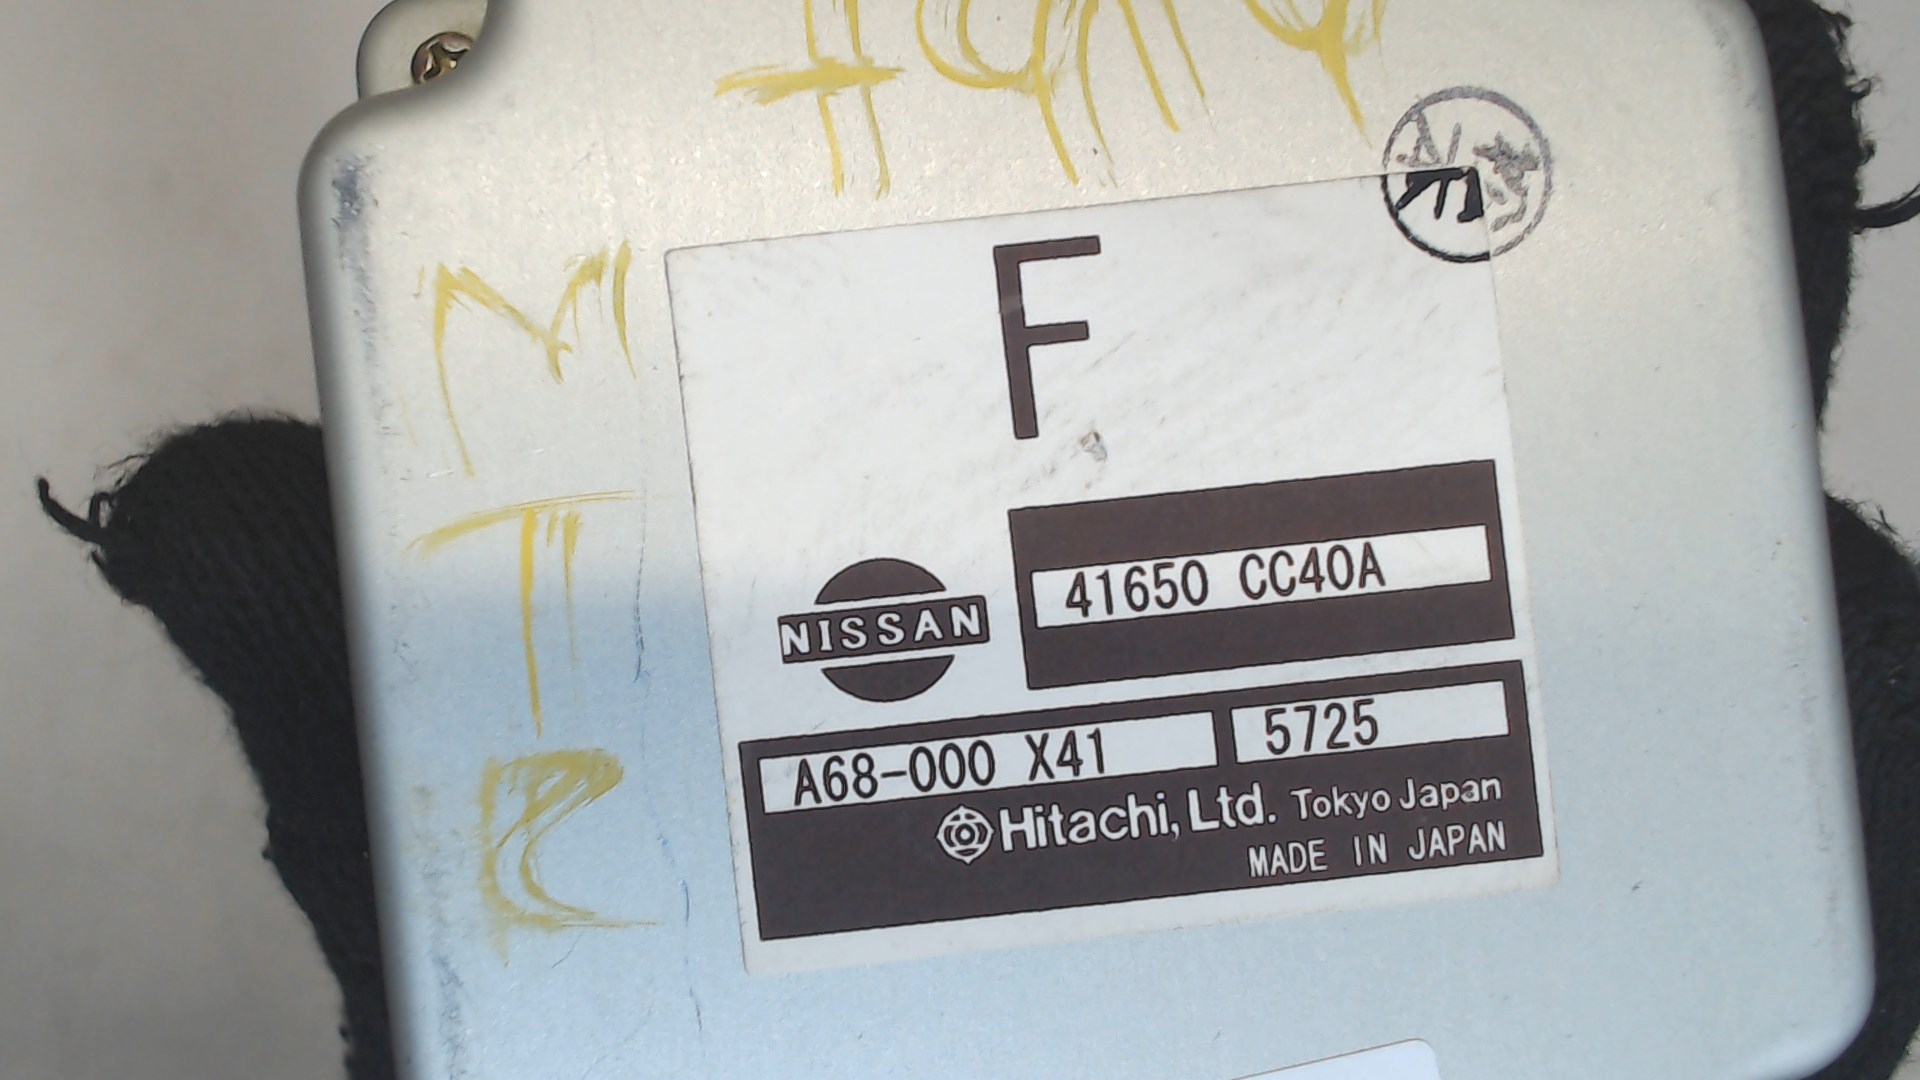 F
41650 CC40A
NISSAN
A68-000 X41 5725
Hitachi, Ltd. Tokyo Japan
MADE IN JAPAN
M
T
R